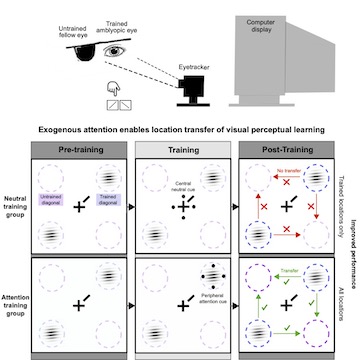 Untrained
fellow eye
Trained
amblyopic eye
Eyetracker
Computer
display
Exogenous attention enables location transfer of visual perceptual learning
Pre-training
Training
Post-Training
Neutral
training
group
Untrained
diagonal
Trained
diagonal
Central
neutral cue
No transfer
Trained locations only
Improved performance
Attention
training
group
Peripheral
attention cue
Transfer
All locations